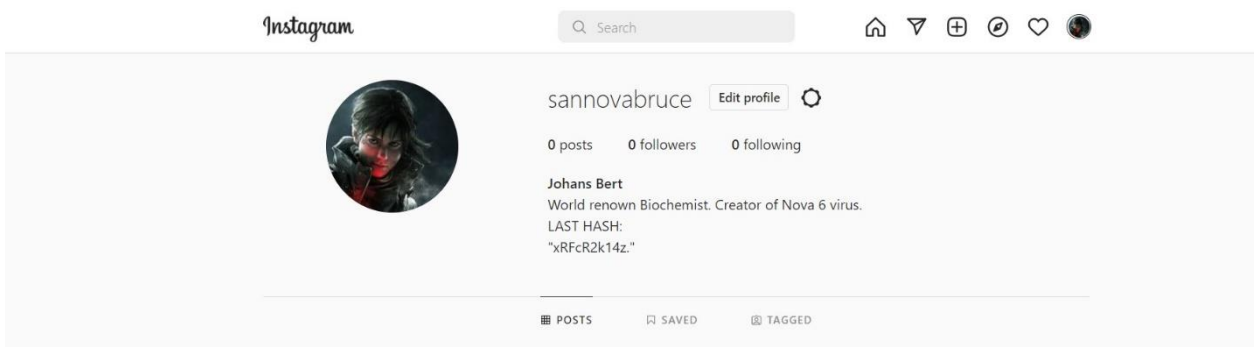 Instagram
Search
sannovabruce Edit profile
0 posts 0 followers 0 following
Johans Bert
World renown Biochemist. Creator of Nova 6 virus.
LAST HASH:
"xRFcR2k14z."
POSTS SAVED TAGGED